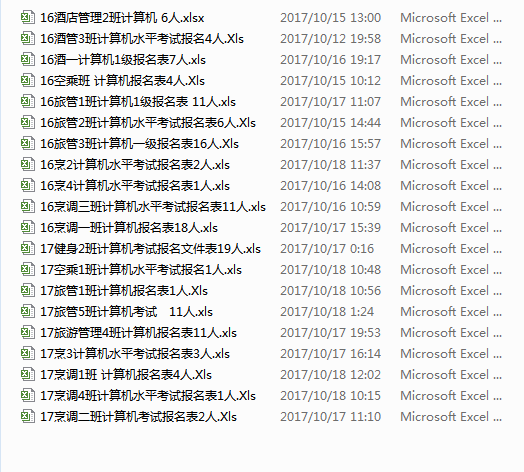 16酒店管理2班计算机 6人.xlsx 2017/10/15 13:00 Microsoft Excel ...
16酒管3班计算机水平考试报名4人.Xls 2017/10/12 19:58 Microsoft Excel ...
16酒一计算机1级报名表7人.xls 2017/10/16 19:17 Microsoft Excel ...
16空乘班 计算机报名表4人.Xls 2017/10/15 10:12 Microsoft Excel ...
16旅管1班计算机1级报名表 11人.xls 2017/10/17 11:07 Microsoft Excel ...
16旅管2班计算机水平考试报名表6人.Xls 2017/10/15 14:44 Microsoft Excel ...
16旅管3班计算机一级报名表16人.Xls 2017/10/16 15:57 Microsoft Excel ...
16烹2计算机水平考试报名表2人.xls 2017/10/18 11:37 Microsoft Excel ...
16烹4计算机水平考试报名表1人.xls 2017/10/16 14:08 Microsoft Excel ...
16烹调三班计算机水平考试报名表11人.xls 2017/10/16 10:59 Microsoft Excel ...
16烹调一班计算机报名表18人.xls 2017/10/17 15:39 Microsoft Excel ...
17健身2班计算机考试报名文件表19人.xls 2017/10/17 0:16 Microsoft Excel ...
17空乘1班计算机水平考试报名1人.xls 2017/10/18 10:48 Microsoft Excel ...
17旅管1班计算机报名表1人.Xls 2017/10/18 10:56 Microsoft Excel ...
17旅管5班计算机考试　11人.xls 2017/10/18 1:24 Microsoft Excel ...
17旅游管理4班计算机报名表11人.xls 2017/10/17 19:53 Microsoft Excel ...
17烹3计算机水平考试报名表3人.xls 2017/10/17 16:14 Microsoft Excel ...
17烹调1班 计算机报名表4人.Xls 2017/10/18 12:02 Microsoft Excel ...
17烹调4班计算机水平考试报名表1人.Xls 2017/10/18 10:15 Microsoft Excel ...
17烹调二班计算机考试报名表2人.Xls 2017/10/17 11:10 Microsoft Excel ...